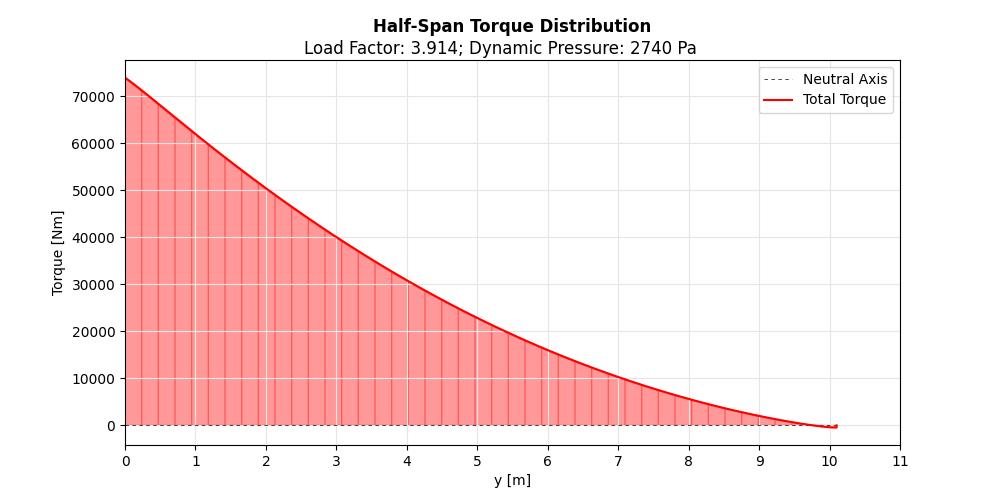 Half-Span Torque Distribution
Load Factor: 3.914; Dynamic Pressure: 2740 Pa
Neutral Axis
Total Torque
Torque [Nm]
70000
60000
50000
40000
30000
20000
10000
0
0 1 2 3 4 5 6 7 8 9 10 11
y [m]